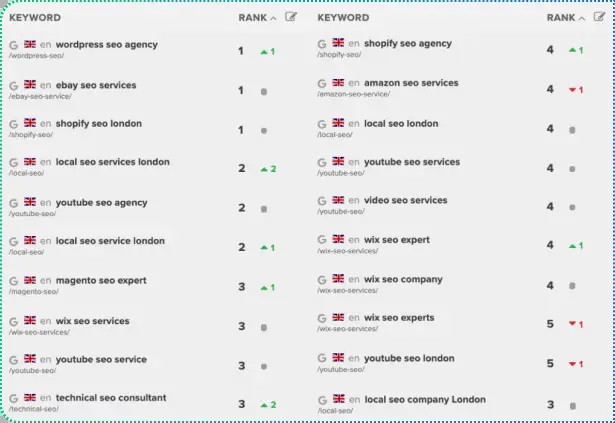 KEYWORD RANK
G en wordpress seo agency 1 1
/wordpress-seo/
G en ebay seo services 1
/ebay-seo-service/
G en shopify seo london 1
/shopify-seo/
G en local seo services london 2 2
/local-seo/
G en youtube seo agency 2
/youtube-seo/
G en local seo service london 2 1
/local-seo/
G en magento seo expert 3 1
/magento-seo/
G en wix seo services 3
/wix-seo-services/
G en youtube seo service 3
/youtube-seo/
G en technical seo consultant 3 2
/technical-seo/
KEYWORD RANK
G en shopify seo agency 4 1
/shopify-seo/
G en amazon seo services 4 1
/amazon-seo-service/
G en local seo london 4
/local-seo/
G en youtube seo services 4
/youtube-seo/
G en video seo services 4
/youtube-seo/
G en wix seo expert 4 1
/wix-seo-services/
G en wix seo company 4
/wix-seo-services/
G en wix seo experts 5 1
/wix-seo-services/
G en youtube seo london 5 1
/youtube-seo/
G en local seo company London 3
/local-seo/